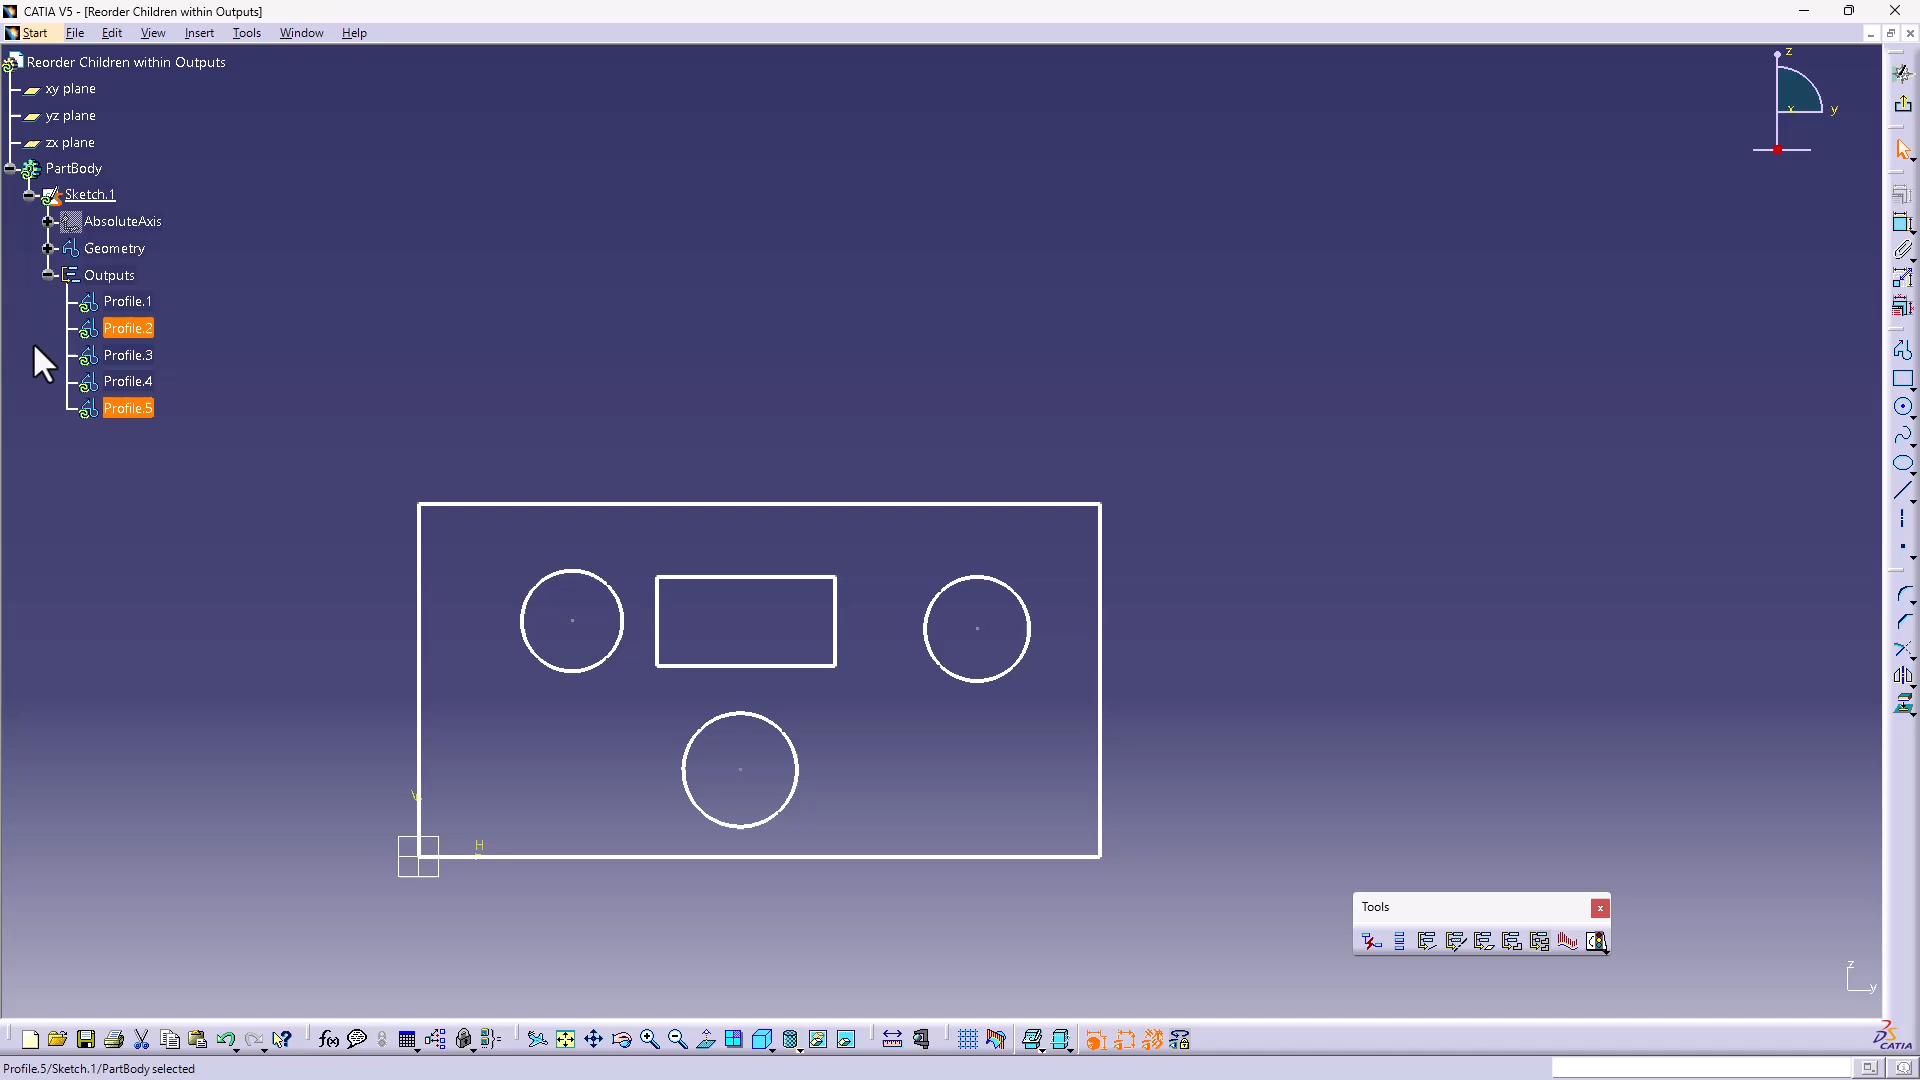 CATIA V5 - [Reorder Children within Outputs]
Start File Edit View Insert Tools Window Help
Reorder Children within Outputs
xy plane
yz plane
zx plane
PartBody
Sketch.1
AbsoluteAxis
Geometry
Outputs
Profile.1
Profile.2
Profile.3
Profile.4
Profile.5
z
x
y
V
H
Tools
x
z
y
f(x)
CATIA
Profile.5/Sketch.1/PartBody selected